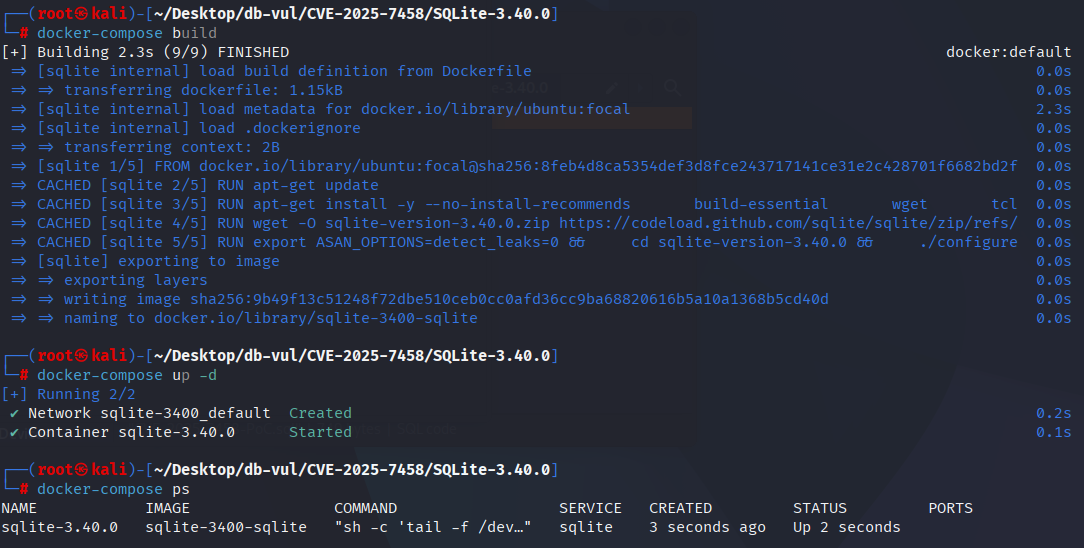 ┌──(root㉿kali)-[~/Desktop/db-vul/CVE-2025-7458/SQLite-3.40.0]
└─# docker-compose build
[+] Building 2.3s (9/9) FINISHED docker:default
=> [sqlite internal] load build definition from Dockerfile 0.0s
=> => transferring dockerfile: 1.15kB 0.0s
=> [sqlite internal] load metadata for docker.io/library/ubuntu:focal 2.3s
=> [sqlite internal] load .dockerignore 0.0s
=> => transferring context: 2B 0.0s
=> [sqlite 1/5] FROM docker.io/library/ubuntu:focal@sha256:8feb4d8ca5354def3d8fce243717141ce31e2c428701f6682bd2f 0.0s
=> CACHED [sqlite 2/5] RUN apt-get update 0.0s
=> CACHED [sqlite 3/5] RUN apt-get install -y --no-install-recommends build-essential wget tcl 0.0s
=> CACHED [sqlite 4/5] RUN wget -O sqlite-version-3.40.0.zip https://codeload.github.com/sqlite/sqlite/zip/refs/ 0.0s
=> CACHED [sqlite 5/5] RUN export ASAN_OPTIONS=detect_leaks=0 && cd sqlite-version-3.40.0 && ./configure 0.0s
=> [sqlite] exporting to image 0.0s
=> => exporting layers 0.0s
=> => writing image sha256:9b49f13c51248f72dbe510ceb0cc0afd36cc9ba68820616b5a10a1368b5cd40d 0.0s
=> => naming to docker.io/library/sqlite-3400-sqlite 0.0s
┌──(root㉿kali)-[~/Desktop/db-vul/CVE-2025-7458/SQLite-3.40.0]
└─# docker-compose up -d
[+] Running 2/2
✔ Network sqlite-3400_default Created 0.2s
✔ Container sqlite-3.40.0 Started 0.1s
┌──(root㉿kali)-[~/Desktop/db-vul/CVE-2025-7458/SQLite-3.40.0]
└─# docker-compose ps
NAME IMAGE COMMAND SERVICE CREATED STATUS PORTS
sqlite-3.40.0 sqlite-3400-sqlite "sh -c 'tail -f /dev…" sqlite 3 seconds ago Up 2 seconds